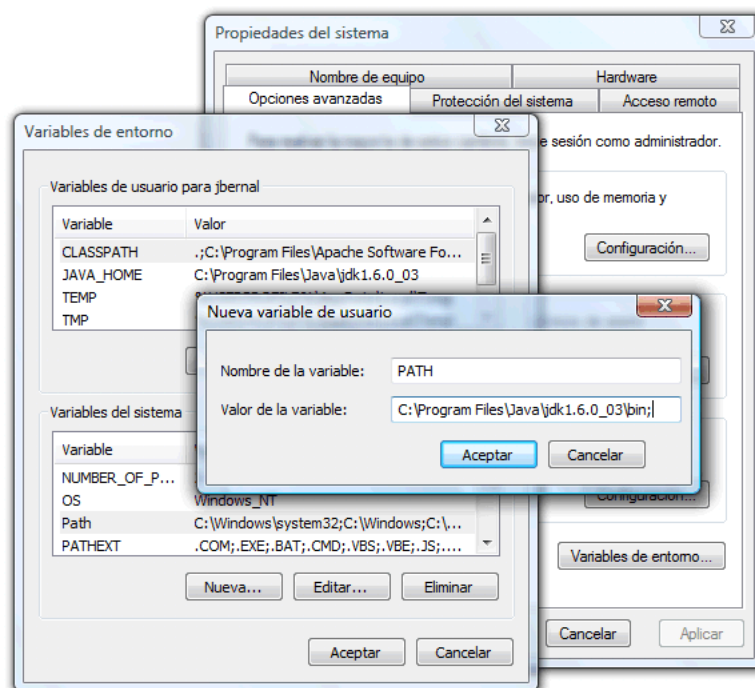 Propiedades del sistema
Nombre de equipo
Hardware
Opciones avanzadas
Protección del sistema
Acceso remoto
sesión como administrador.
uso de memoria y
Configuración...
Configuración...
Variables de entorno...
Cancelar
Aplicar
Variables de entorno
Variables de usuario para jbernal
Variable Valor
CLASSPATH .;C:\Program Files\Apache Software Fo...
JAVA_HOME C:\Program Files\Java\jdk1.6.0_03
TEMP
TMP
Variables del sistema
Variable
NUMBER_OF_P...
OS Windows_NT
Path C:\Windows\system32;C:\Windows;C:\...
PATHEXT .COM;.EXE;.BAT;.CMD;.VBS;.VBE;.JS;....
Nueva...
Editar...
Eliminar
Aceptar
Cancelar
Nueva variable de usuario
Nombre de la variable: PATH
Valor de la variable: C:\Program Files\Java\jdk1.6.0_03\bin;
Aceptar
Cancelar